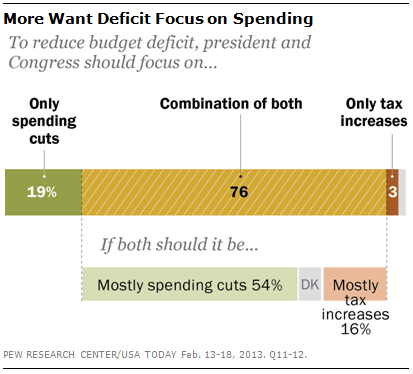 More Want Deficit Focus on Spending
To reduce budget deficit, president and
Congress should focus on...
Only
spending
cuts
Combination of both
Only tax
increases
19%
76
3
If both should it be...
Mostly spending cuts 54%
DK
Mostly
tax
increases
16%
PEW RESEARCH CENTER/USA TODAY Feb. 13-18, 2013. Q11-12.